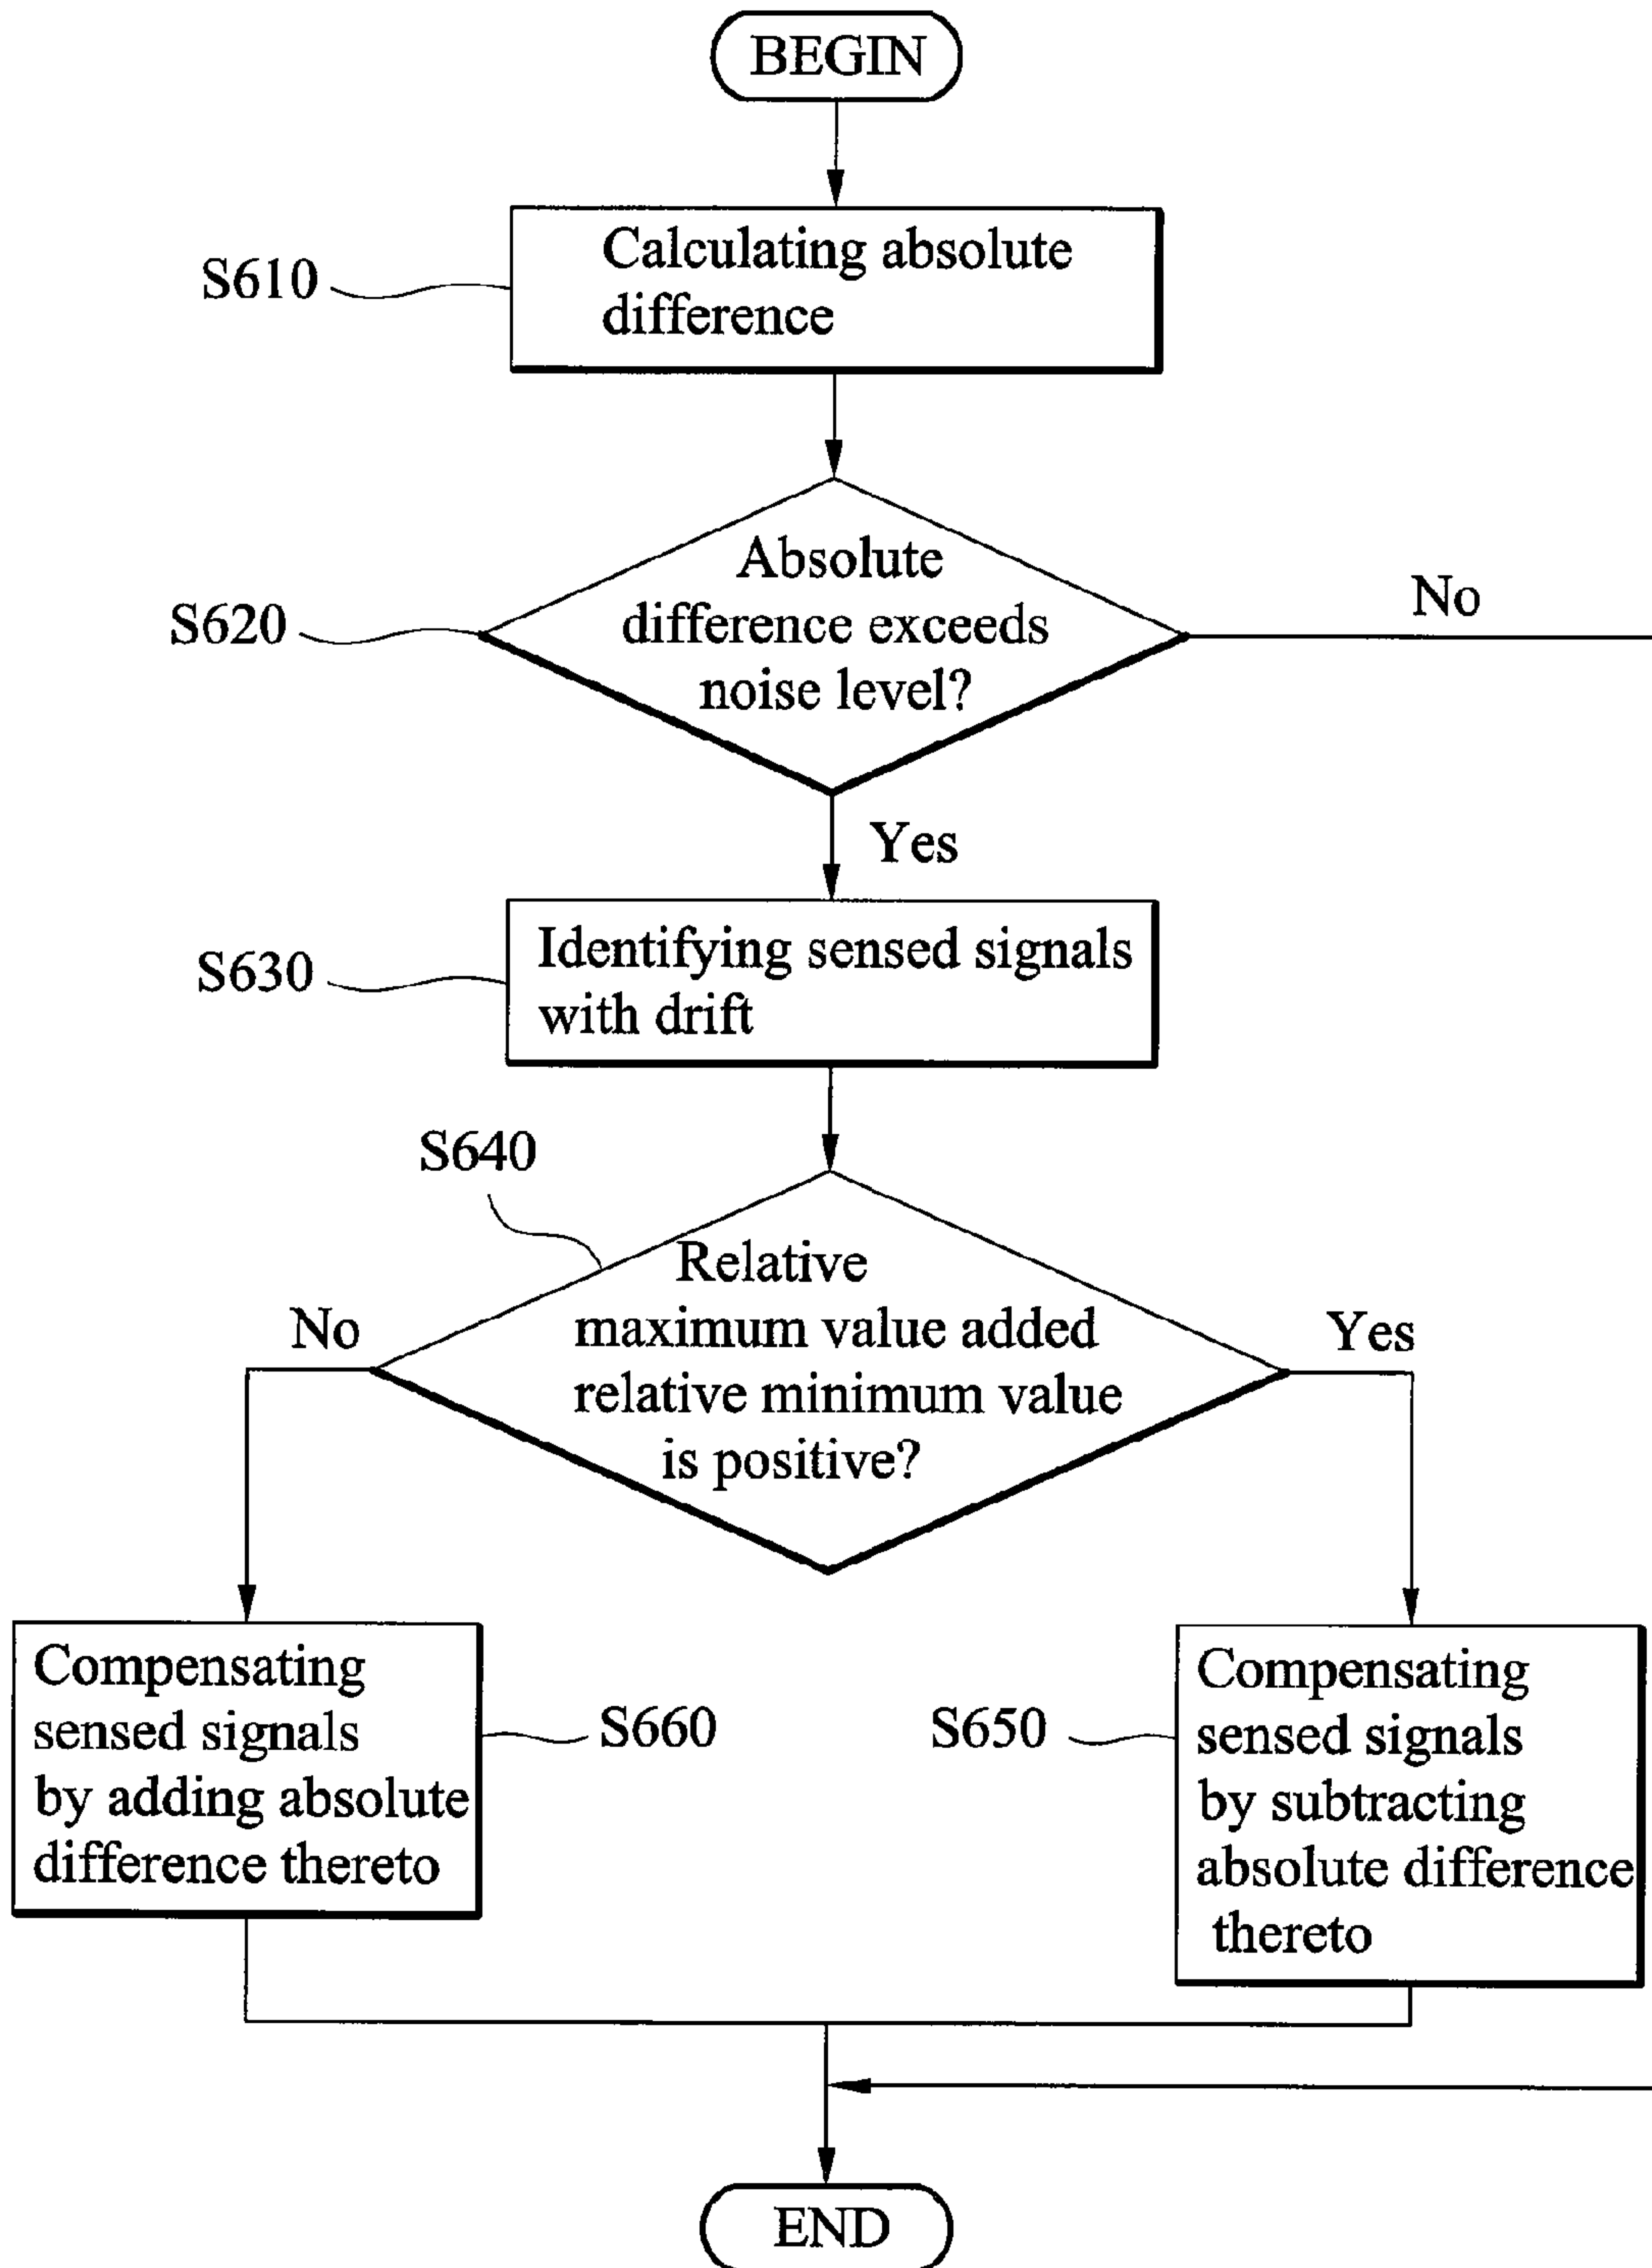 BEGIN
S610
Calculating absolute
difference
S620
Absolute
difference exceeds
noise level?
No
Yes
S630
Identifying sensed signals
with drift
S640
Relative
maximum value added
relative minimum value
is positive?
No
Yes
Compensating
sensed signals
by adding absolute
difference thereto
S660
S650
Compensating
sensed signals
by subtracting
absolute difference
thereto
END